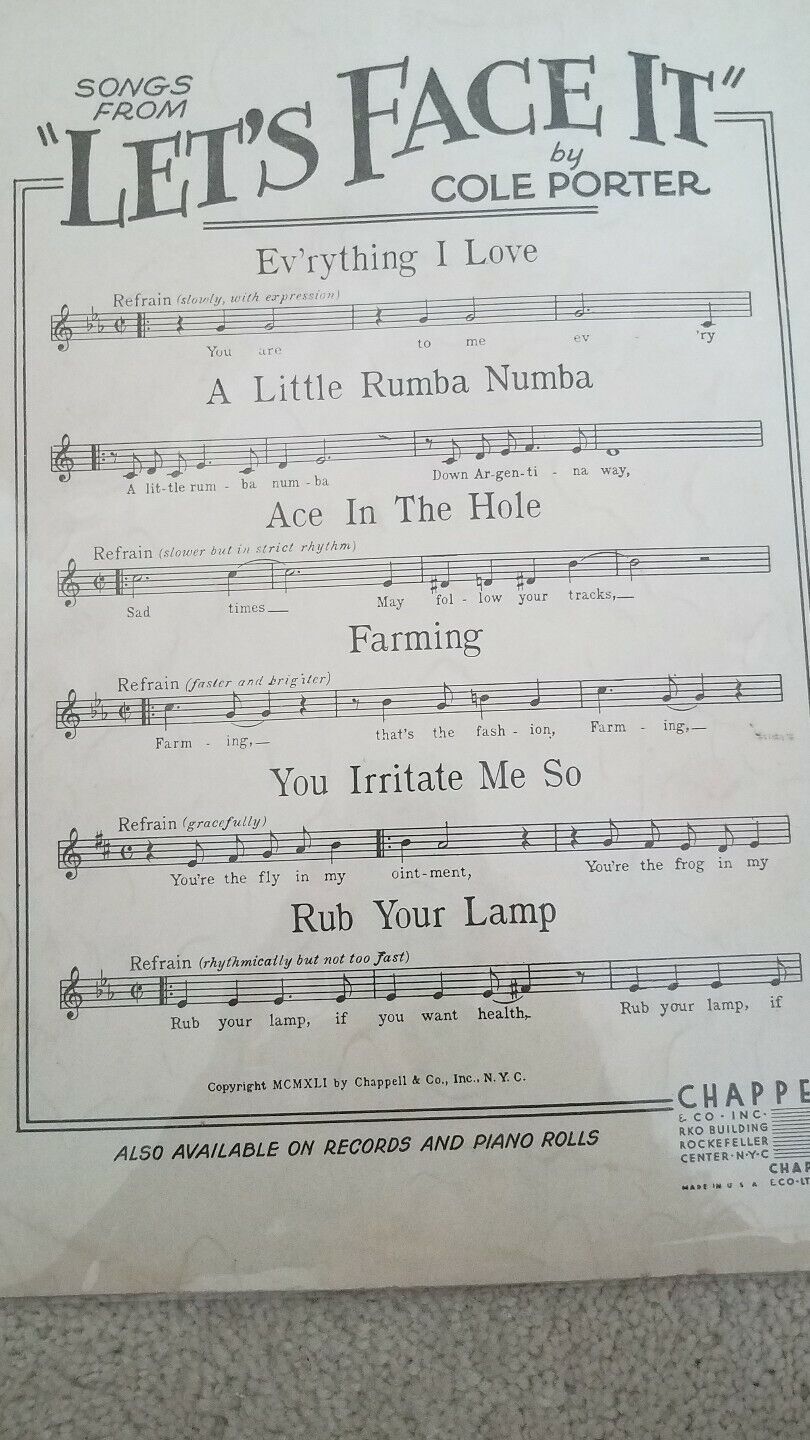 SONGS
FROM
"LET'S FACE IT"
by
COLE PORTER
Ev'rything I Love
Refrain (slowly, with expression)
You are to me ev - 'ry
A Little Rumba Numba
A lit-tle rum - ba num-ba Down Ar-gen-ti - na way,
Ace In The Hole
Refrain (slower but in strict rhythm)
Sad times May fol - low your tracks,
Farming
Refrain (faster and brighter)
Farm - ing, that's the fash - ion, Farm - ing,
You Irritate Me So
Refrain (gracefully)
You're the fly in my oint-ment, You're the frog in my
Rub Your Lamp
Refrain (rhythmically but not too fast)
Rub your lamp, if you want health, Rub your lamp, if
Copyright MCMXLI by Chappell & Co., Inc., N. Y. C.
ALSO AVAILABLE ON RECORDS AND PIANO ROLLS
CHAPPE
& CO · INC ·
RKO BUILDING
ROCKEFELLER
CENTER·N·Y·C
CHAP
MADE IN U S A &CO·LT